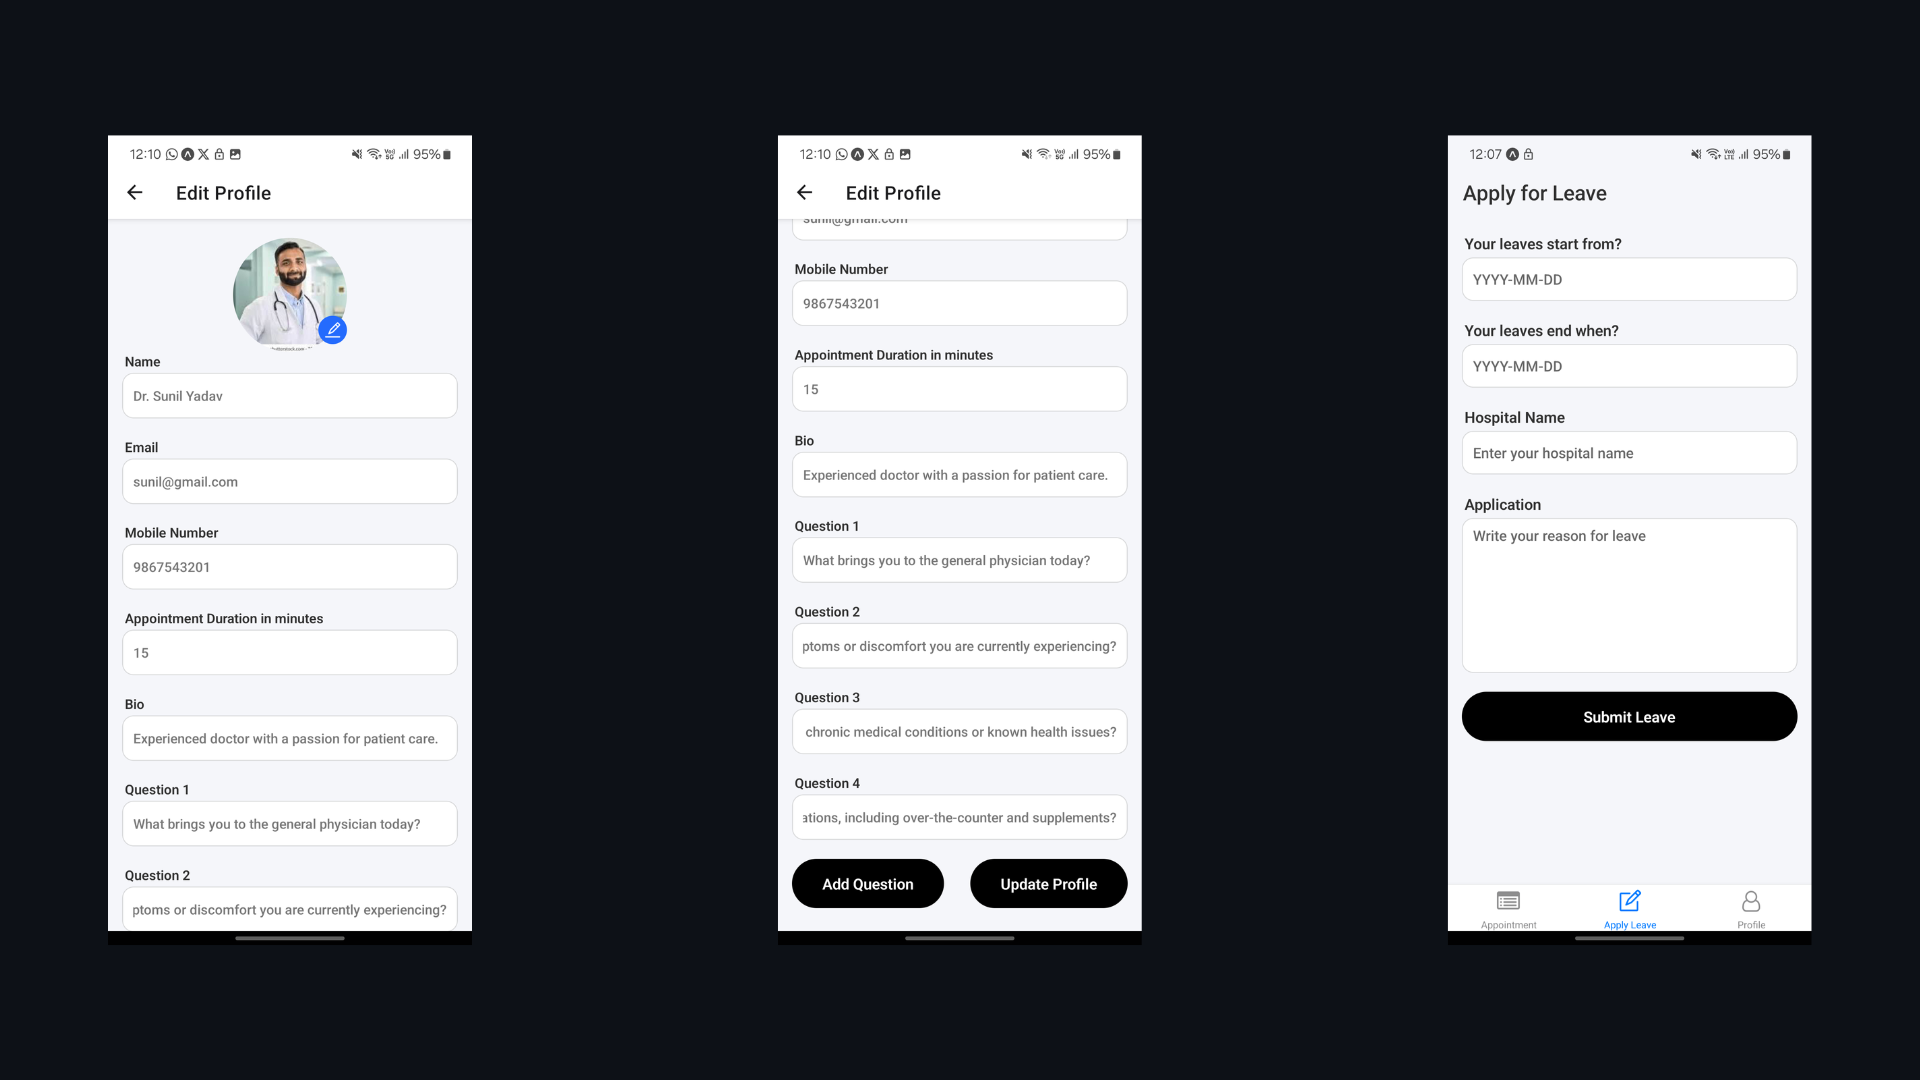 12:10
95%
Edit Profile
Name
Dr. Sunil Yadav
Email
sunil@gmail.com
Mobile Number
9867543201
Appointment Duration in minutes
15
Bio
Experienced doctor with a passion for patient care.
Question 1
What brings you to the general physician today?
Question 2
ptoms or discomfort you are currently experiencing?
12:10
95%
Edit Profile
sunil@gmail.com
Mobile Number
9867543201
Appointment Duration in minutes
15
Bio
Experienced doctor with a passion for patient care.
Question 1
What brings you to the general physician today?
Question 2
ptoms or discomfort you are currently experiencing?
Question 3
chronic medical conditions or known health issues?
Question 4
ations, including over-the-counter and supplements?
Add Question
Update Profile
12:07
95%
Apply for Leave
Your leaves start from?
YYYY-MM-DD
Your leaves end when?
YYYY-MM-DD
Hospital Name
Enter your hospital name
Application
Write your reason for leave
Submit Leave
Appointment
Apply Leave
Profile